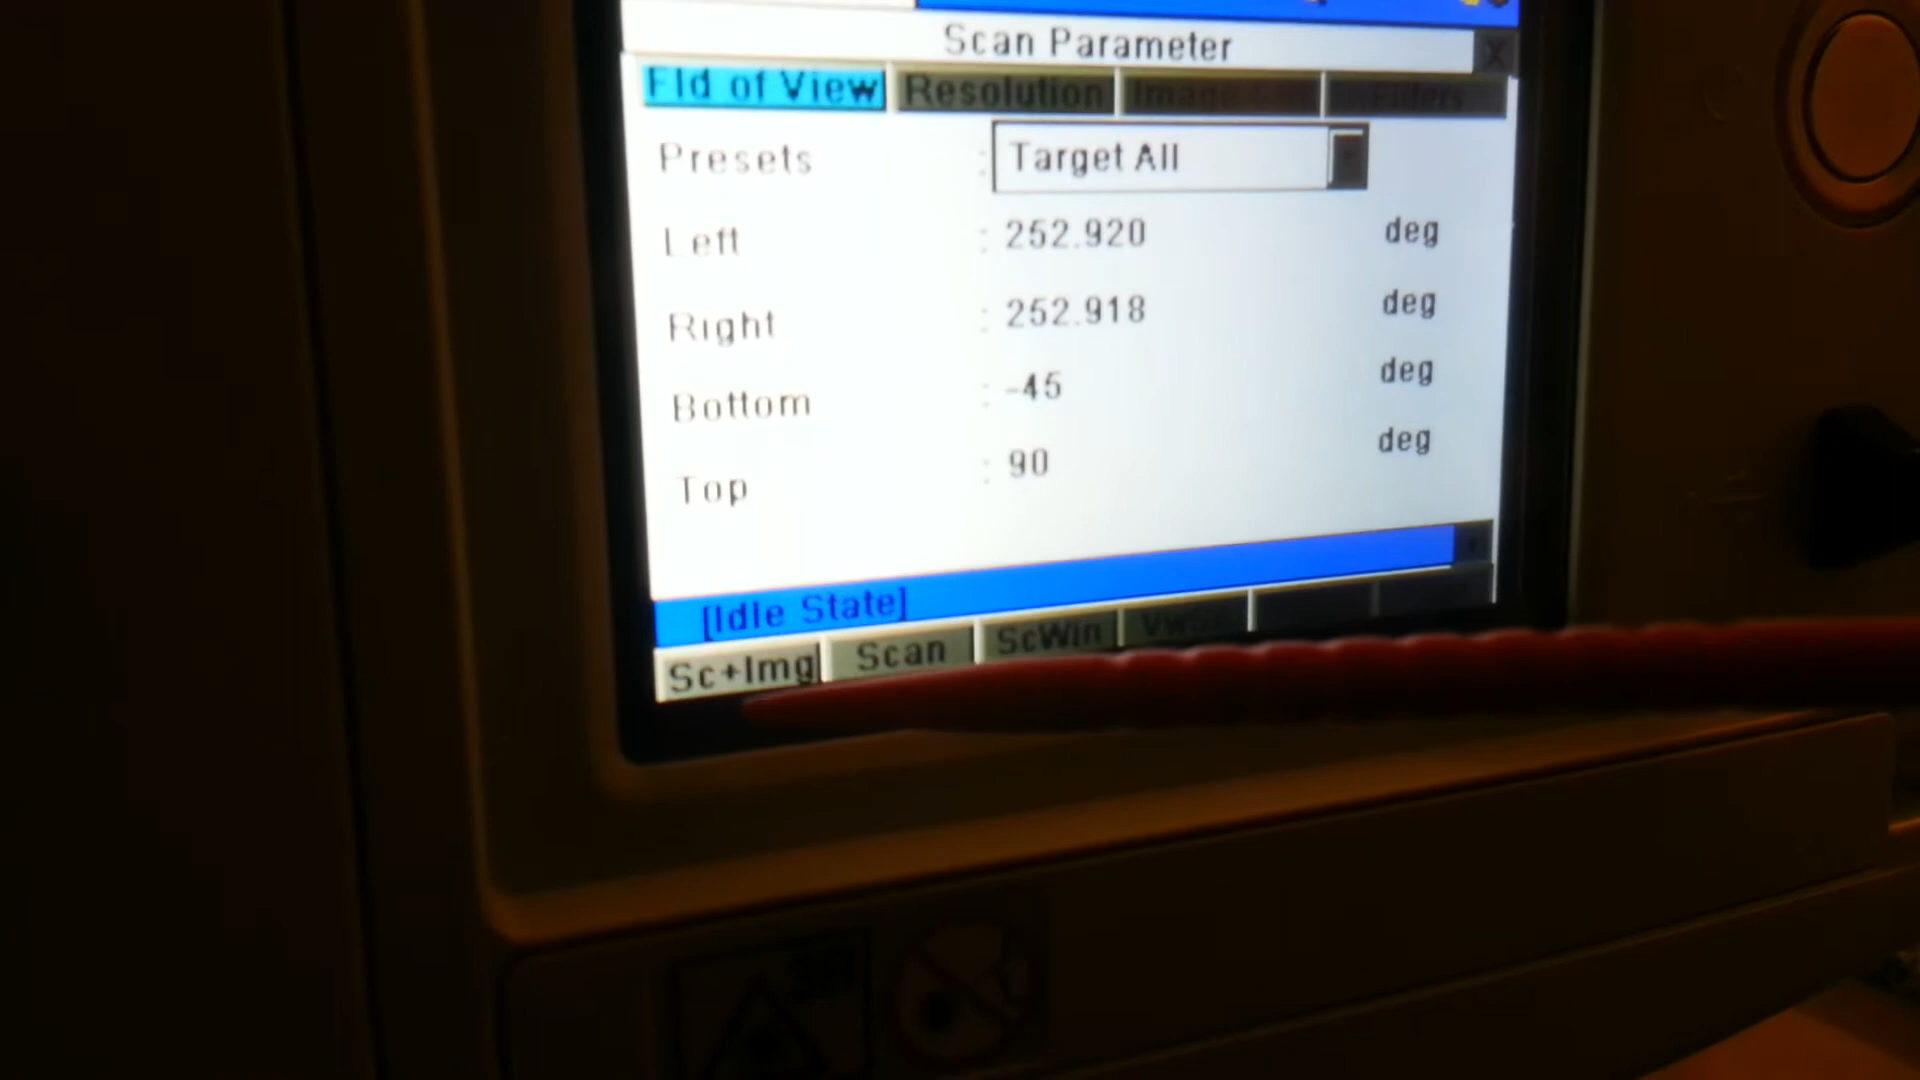 Scan Parameter X
Fld of View Resolution
Presets : Target All
Left : 252.920 deg
Right : 252.918 deg
Bottom : -45 deg
Top : 90 deg
[Idle State]
Sc+Img Scan ScWin